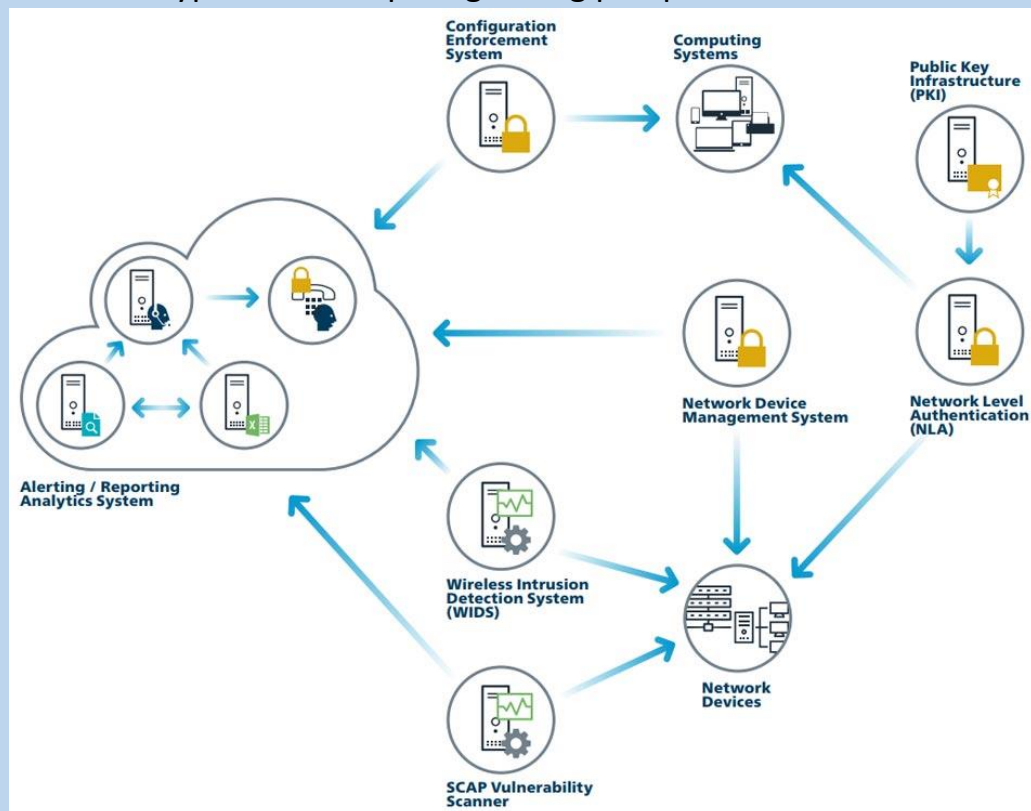 Configuration
Enforcement
System
Computing
Systems
Public Key
Infrastructure
(PKI)
Network Device
Management System
Network Level
Authentication
(NLA)
Alerting / Reporting
Analytics System
Wireless Intrusion
Detection System
(WIDS)
Network
Devices
SCAP Vulnerability
Scanner